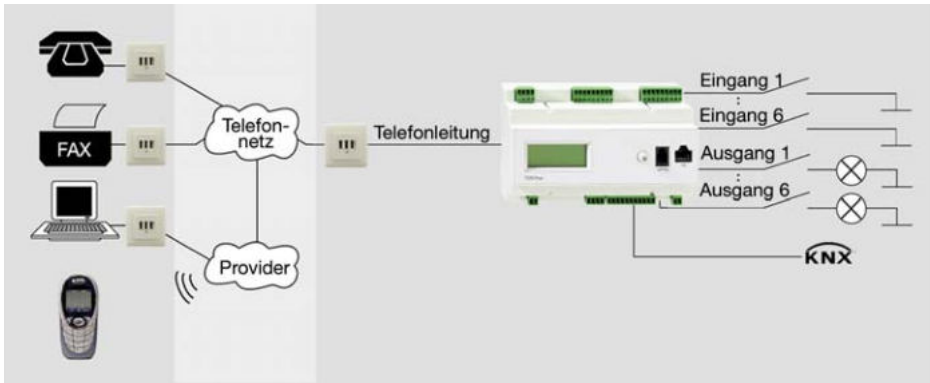 FAX
Telefon-
netz
Provider
Telefonleitung
Eingang 1
Eingang 6
Ausgang 1
Ausgang 6
KNX